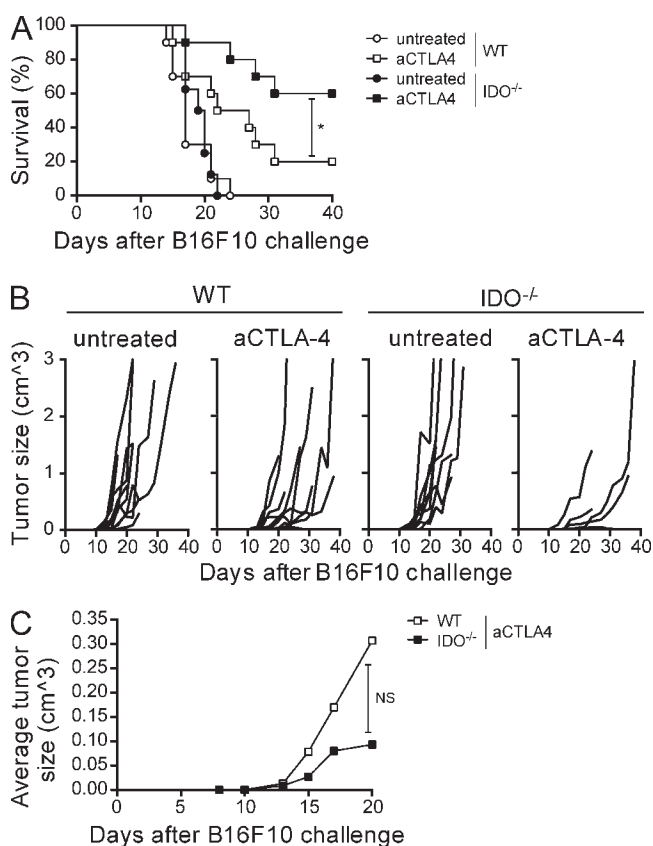 A
Survival (%)
100
80
60
40
20
0
0 10 20 30 40
Days after B16F10 challenge
untreated
aCTLA4
WT
untreated
aCTLA4
IDO-/-
*
B
WT
IDO-/-
untreated
aCTLA-4
untreated
aCTLA-4
Tumor size (cm^3)
3
2
1
0
0 10 20 30 40
0 10 20 30 40
0 10 20 30 40
0 10 20 30 40
Days after B16F10 challenge
C
Average tumor
size (cm^3)
0.35
0.30
0.25
0.20
0.15
0.10
0.05
0.00
0 5 10 15 20
Days after B16F10 challenge
WT
IDO-/-
aCTLA4
NS